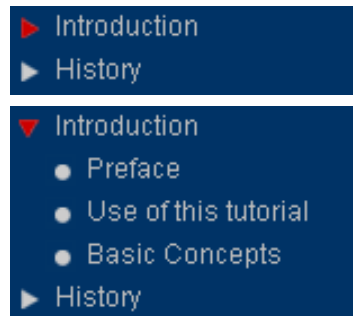 Introduction
History
Introduction
Preface
Use of this tutorial
Basic Concepts
History